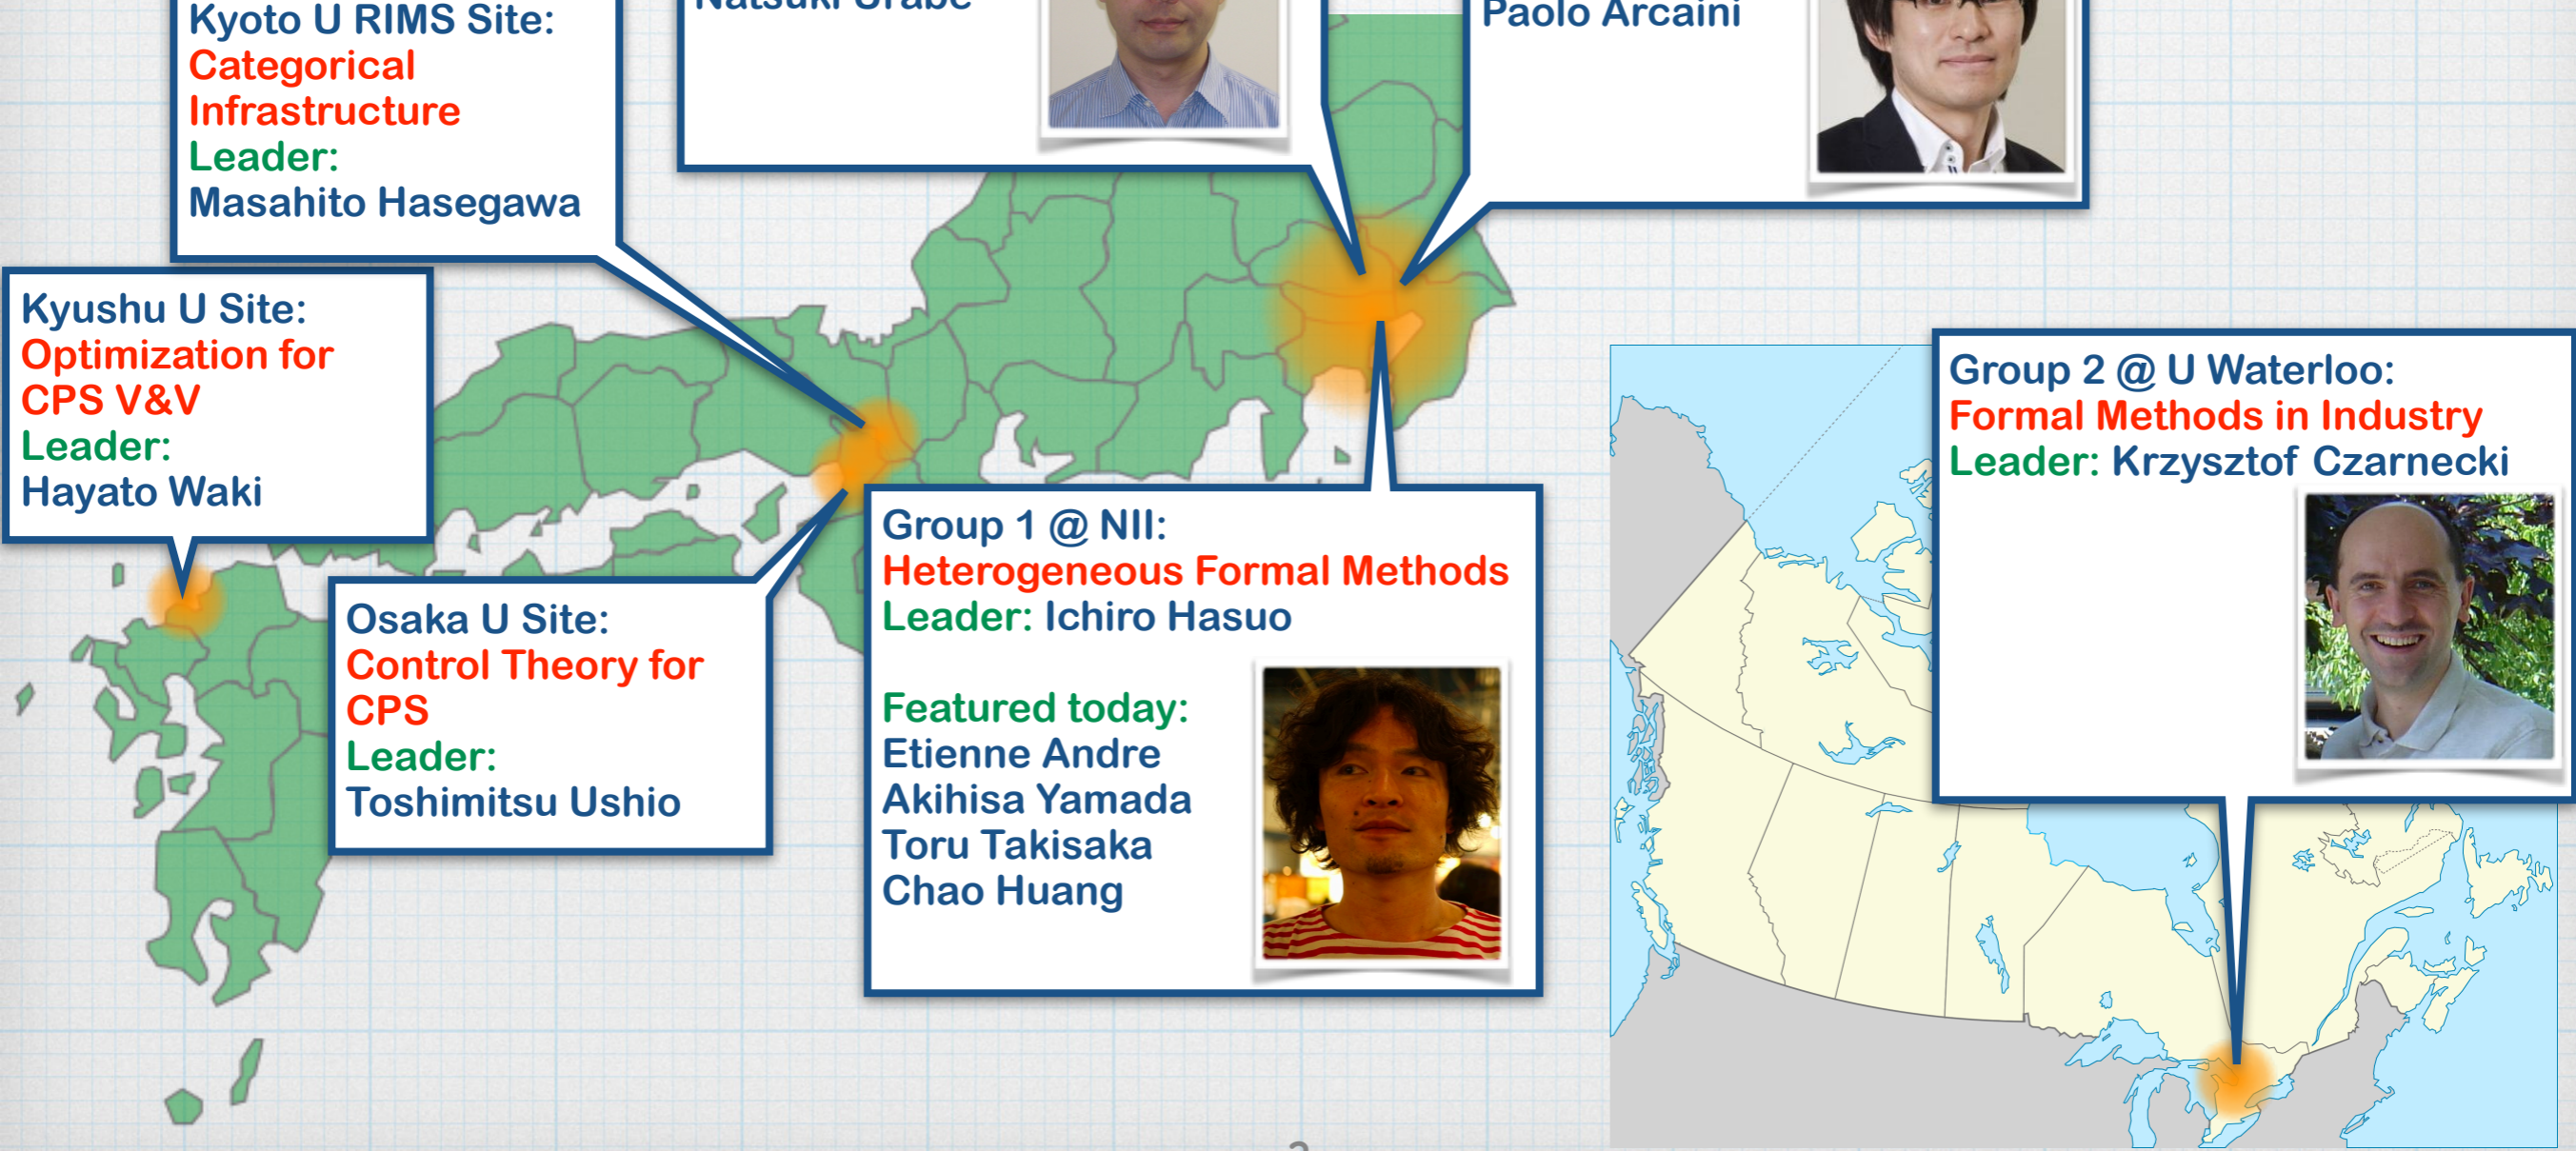 Kyoto U RIMS Site:
Categorical
Infrastructure
Leader:
Masahito Hasegawa
Natsuki Urabe
Paolo Arcaini
Kyushu U Site:
Optimization for
CPS V&V
Leader:
Hayato Waki
Osaka U Site:
Control Theory for
CPS
Leader:
Toshimitsu Ushio
Group 1 @ NII:
Heterogeneous Formal Methods
Leader: Ichiro Hasuo
Featured today:
Etienne Andre
Akihisa Yamada
Toru Takisaka
Chao Huang
Group 2 @ U Waterloo:
Formal Methods in Industry
Leader: Krzysztof Czarnecki